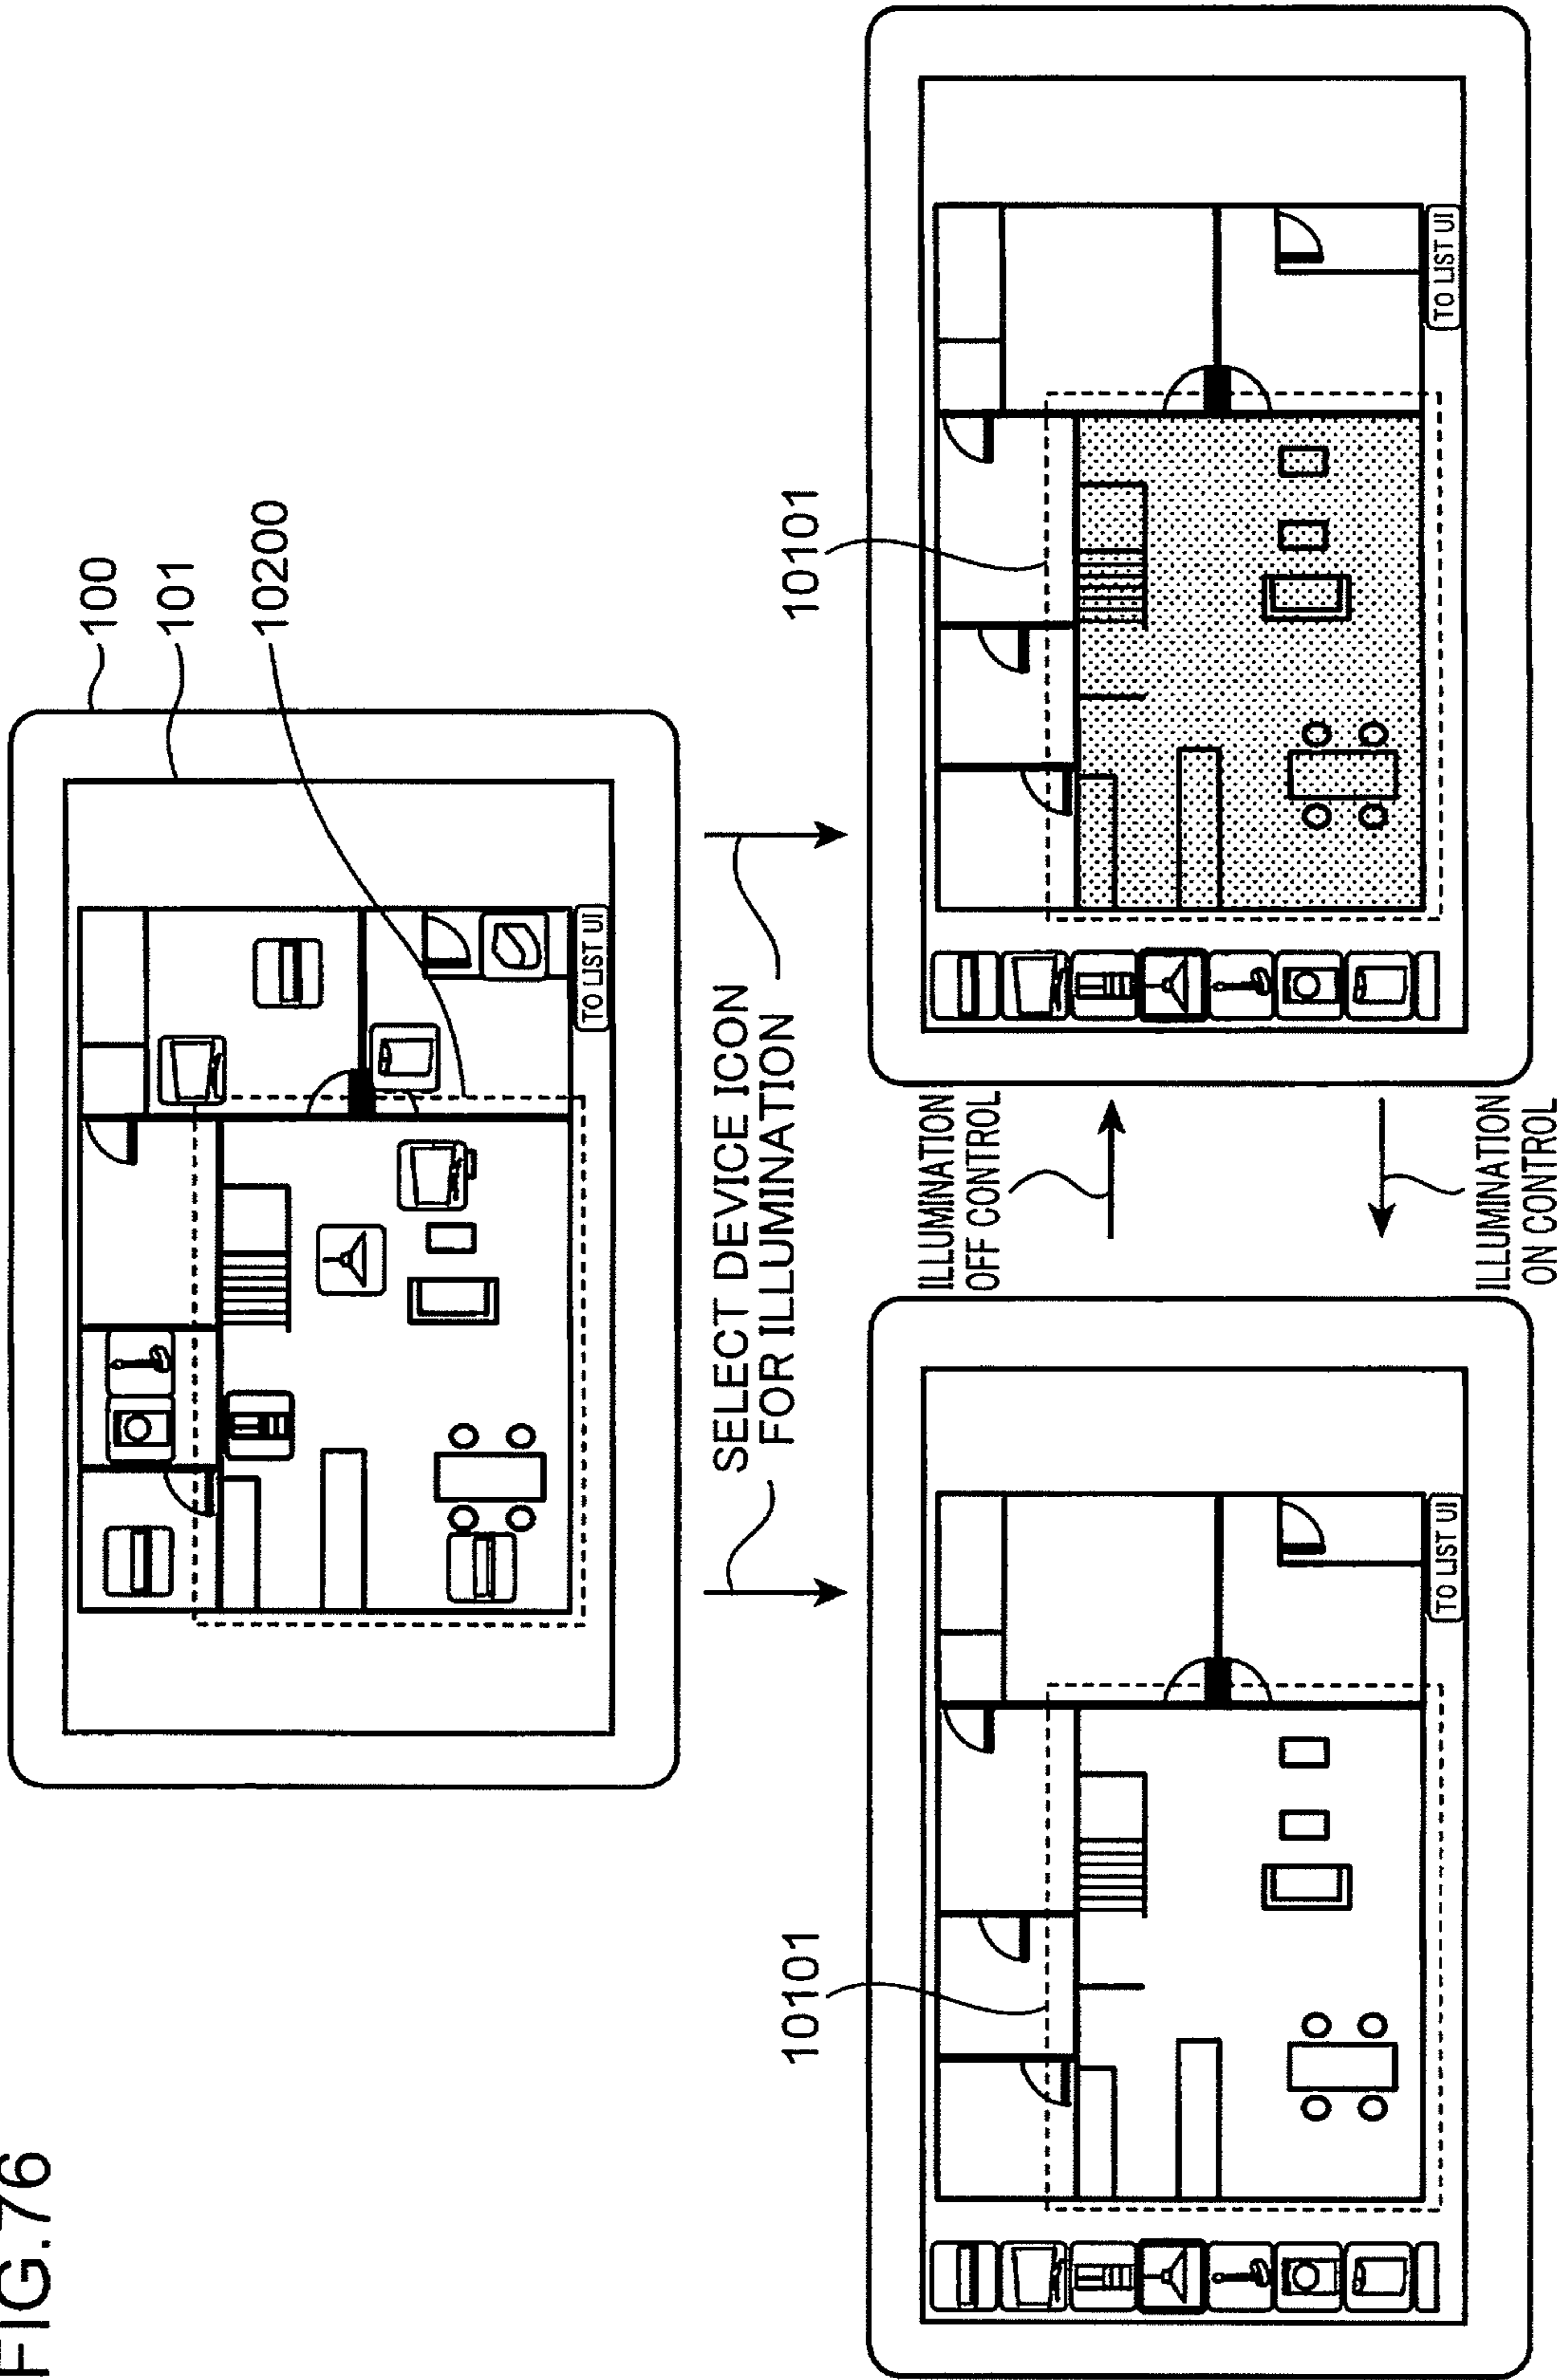 FIG.76
100
101
10200
TO LIST UI
SELECT DEVICE ICON
FOR ILLUMINATION
10101
TO LIST UI
ILLUMINATION
OFF CONTROL
ILLUMINATION
ON CONTROL
10101
TO LIST UI